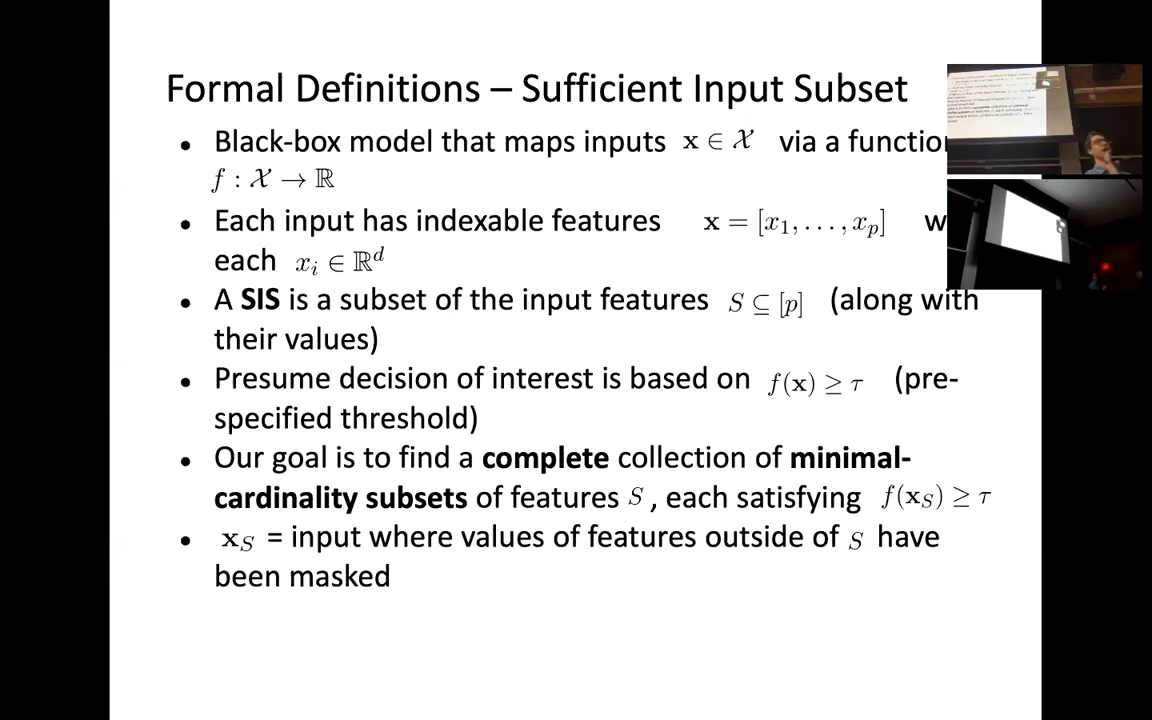 Formal Definitions – Sufficient Input Subset
• Black-box model that maps inputs x ∈ 𝒳 via a
f : 𝒳 → ℝ
• Each input has indexable features x = [x₁, . . . , xₚ]
each xᵢ ∈ ℝᵈ
• A SIS is a subset of the input features S ⊆ [p] (along with
their values)
• Presume decision of interest is based on f(x) ≥ τ (pre-
specified threshold)
• Our goal is to find a complete collection of minimal-
cardinality subsets of features S , each satisfying f(x_S) ≥ τ
• x_S = input where values of features outside of S have
been masked